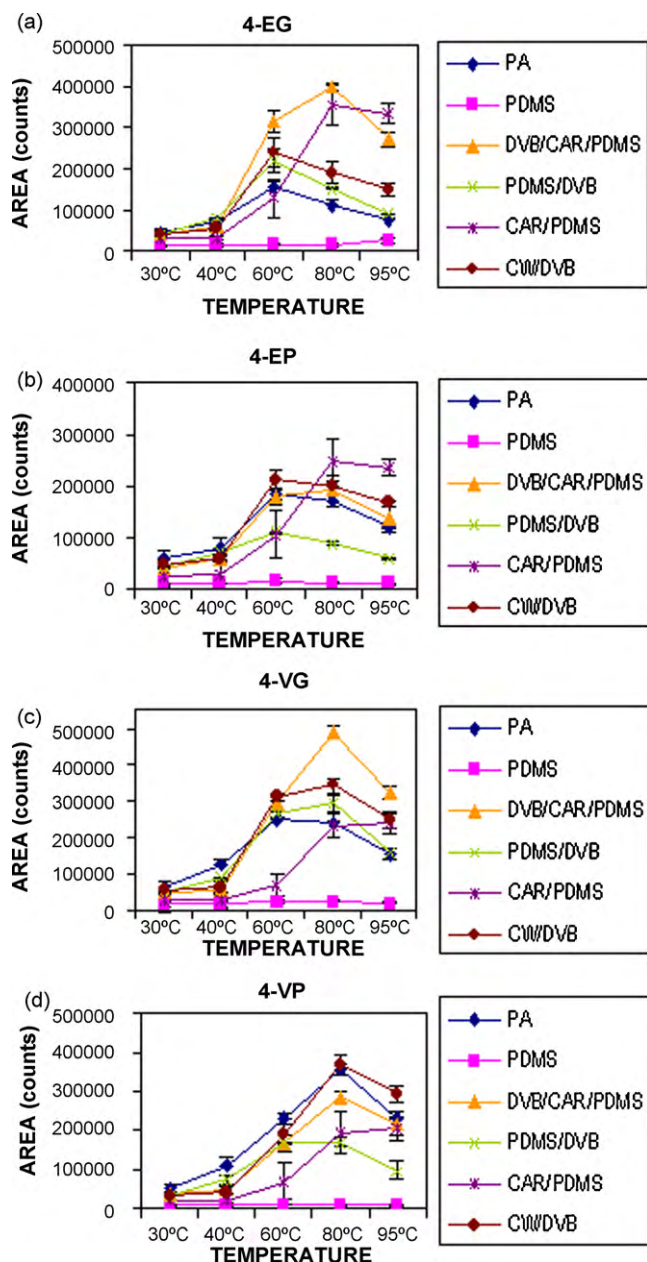 (a)
4-EG
AREA (counts)
500000
400000
300000
200000
100000
0
30ºC 40ºC 60ºC 80ºC 95ºC
TEMPERATURE
PA
PDMS
DVB/CAR/PDMS
PDMS/DVB
CAR/PDMS
CW/DVB
(b)
4-EP
AREA (counts)
400000
300000
200000
100000
0
30ºC 40ºC 60ºC 80ºC 95ºC
TEMPERATURE
PA
PDMS
DVB/CAR/PDMS
PDMS/DVB
CAR/PDMS
CW/DVB
(c)
4-VG
AREA (counts)
500000
400000
300000
200000
100000
0
30ºC 40ºC 60ºC 80ºC 95ºC
TEMPERATURE
PA
PDMS
DVB/CAR/PDMS
PDMS/DVB
CAR/PDMS
CW/DVB
(d)
4-VP
AREA (counts)
500000
400000
300000
200000
100000
0
30ºC 40ºC 60ºC 80ºC 95ºC
TEMPERATURE
PA
PDMS
DVB/CAR/PDMS
PDMS/DVB
CAR/PDMS
CW/DVB